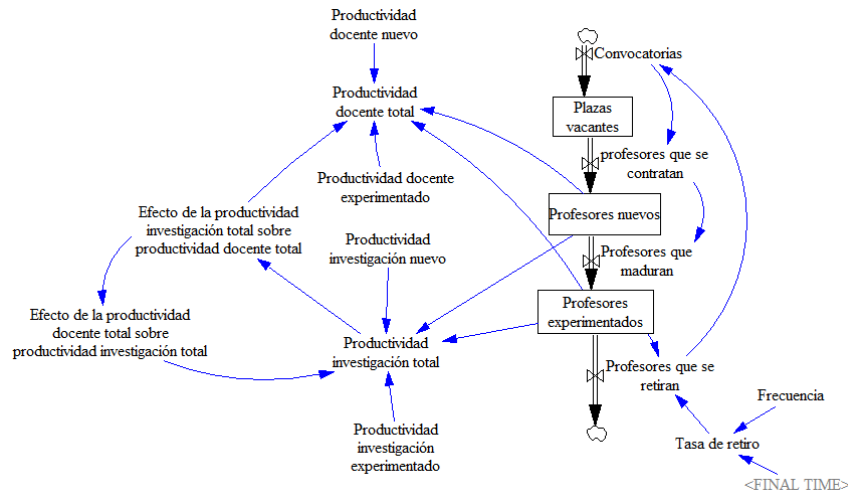 Productividad
docente nuevo
Convocatorias
Productividad
docente total
Plazas
vacantes
profesores que se
contratan
Productividad docente
experimentado
Efecto de la productividad
investigación total sobre
productividad docente total
Profesores nuevos
Productividad
investigación nuevo
Profesores que
maduran
Profesores
experimentados
Efecto de la productividad
docente total sobre
productividad investigación total
Productividad
investigación total
Profesores que se
retiran
Frecuencia
Productividad
investigación
experimentado
Tasa de retiro
<FINAL TIME>